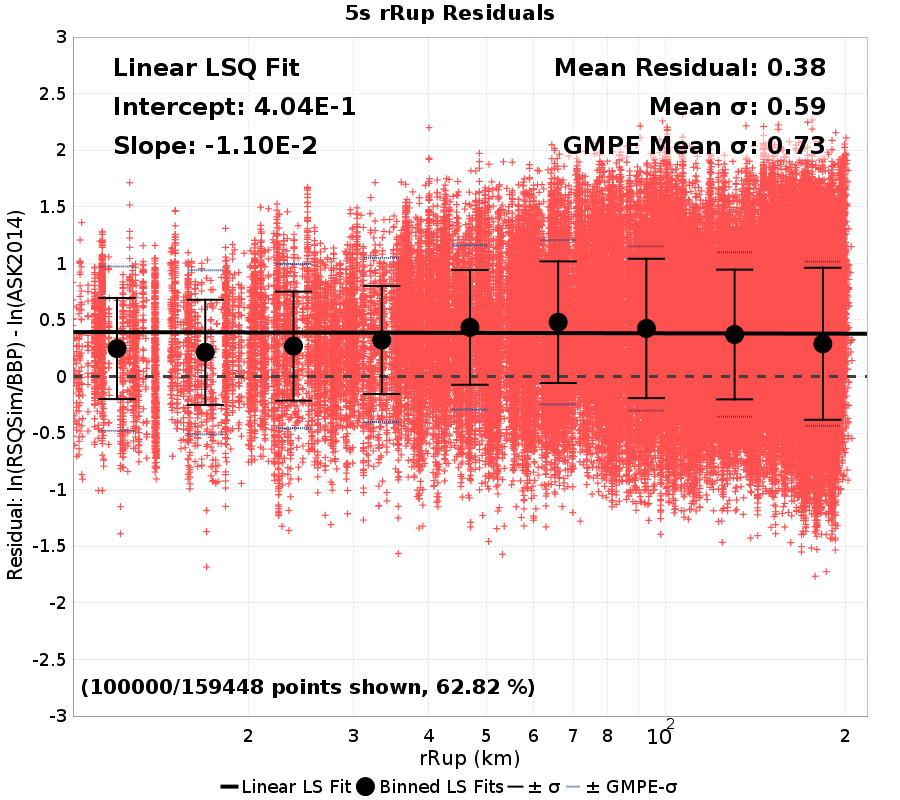 5s rRup Residuals
Linear LSQ Fit
Intercept: 4.04E-1
Slope: -1.10E-2
Mean Residual: 0.38
Mean σ: 0.59
GMPE Mean σ: 0.73
3
2.5
2
1.5
1
0.5
0
-0.5
-1
-1.5
-2
-2.5
-3
Residual: ln(RSQSim/BBP) - ln(ASK2014)
(100000/159448 points shown, 62.82 %)
2 3 4 5 6 7 8 10² 2
rRup (km)
Linear LS Fit Binned LS Fits ± σ ± GMPE-σ